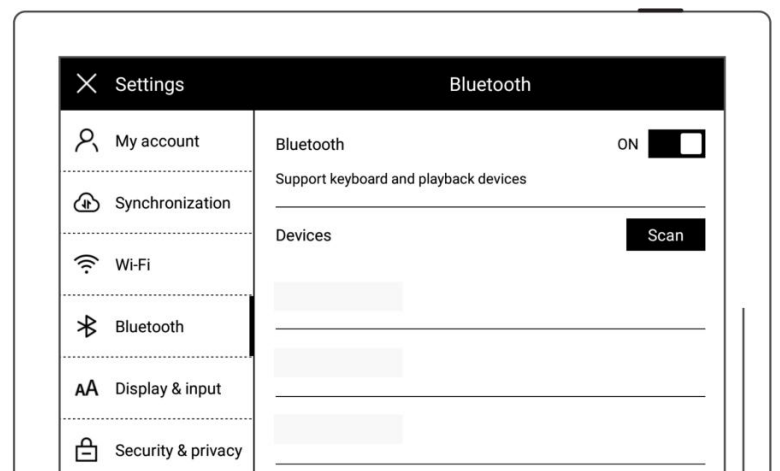 Settings
Bluetooth
My account
Synchronization
Wi-Fi
Bluetooth
AA Display & input
Security & privacy
Bluetooth ON
Support keyboard and playback devices
Devices Scan